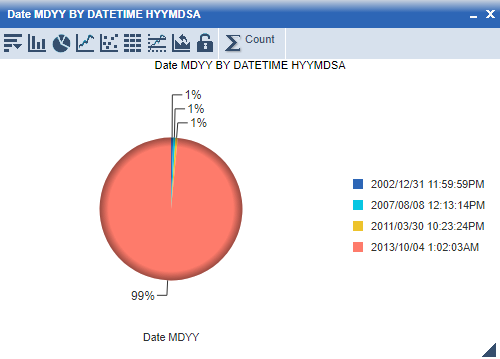 Date MDYY BY DATETIME HYYMDSA
Count
Date MDYY BY DATETIME HYYMDSA
1%
1%
1%
99%
2002/12/31 11:59:59PM
2007/08/08 12:13:14PM
2011/03/30 10:23:24PM
2013/10/04 1:02:03AM
Date MDYY